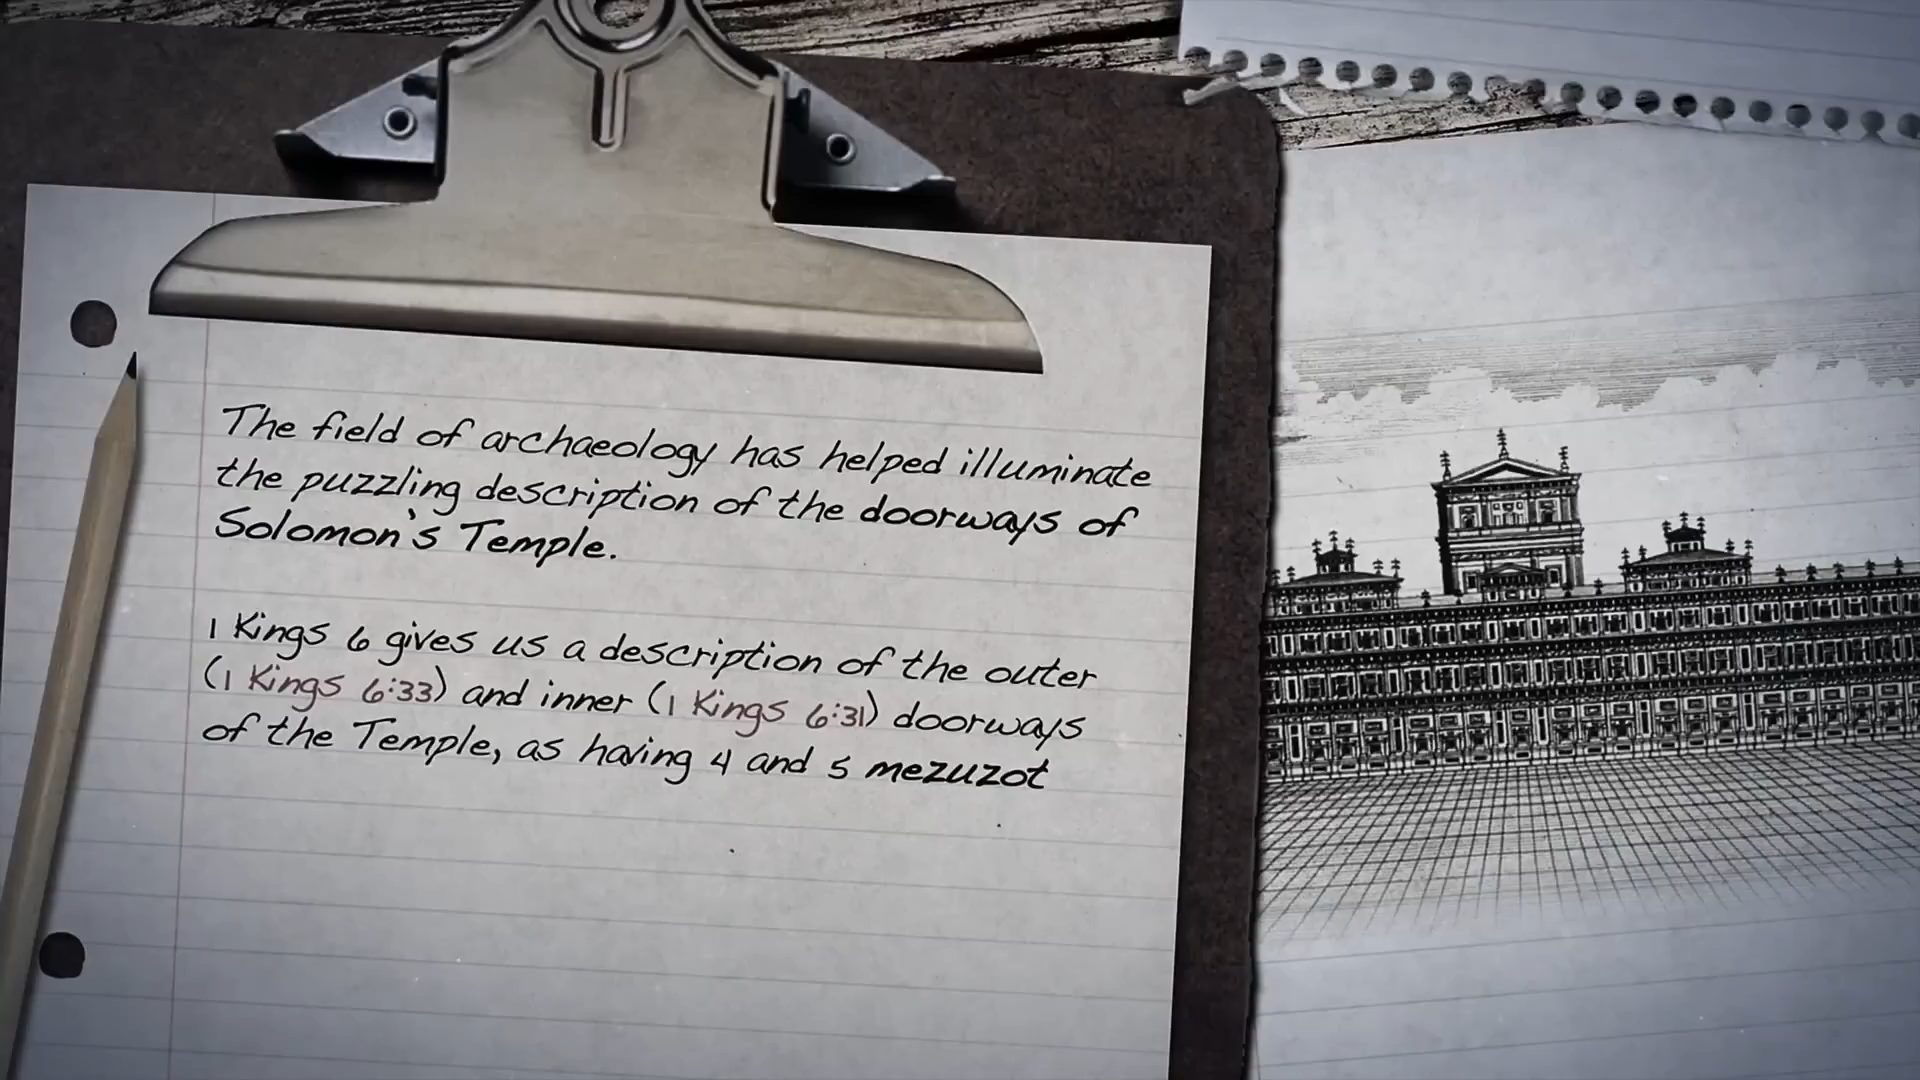 The field of archaeology has helped illuminate
the puzzling description of the doorways of
Solomon's Temple.
1 Kings 6 gives us a description of the outer
(1 Kings 6:33) and inner (1 Kings 6:31) doorways
of the Temple, as having 4 and 5 mezuzot